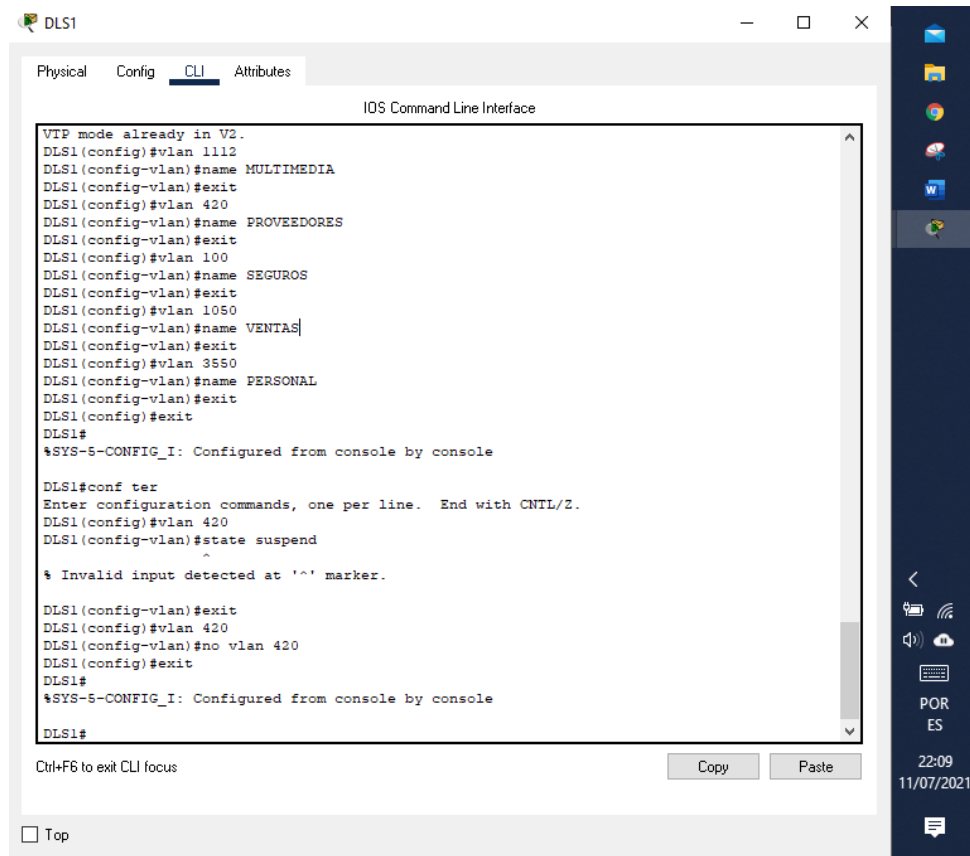 DLS1
Physical Config CLI Attributes
IOS Command Line Interface
VTP mode already in V2.
DLS1(config)#vlan 1112
DLS1(config-vlan)#name MULTIMEDIA
DLS1(config-vlan)#exit
DLS1(config)#vlan 420
DLS1(config-vlan)#name PROVEEDORES
DLS1(config-vlan)#exit
DLS1(config)#vlan 100
DLS1(config-vlan)#name SEGUROS
DLS1(config-vlan)#exit
DLS1(config)#vlan 1050
DLS1(config-vlan)#name VENTAS
DLS1(config-vlan)#exit
DLS1(config)#vlan 3550
DLS1(config-vlan)#name PERSONAL
DLS1(config-vlan)#exit
DLS1(config)#exit
DLS1#
%SYS-5-CONFIG_I: Configured from console by console
DLS1#conf ter
Enter configuration commands, one per line. End with CNTL/Z.
DLS1(config)#vlan 420
DLS1(config-vlan)#state suspend
^
% Invalid input detected at '^' marker.
DLS1(config-vlan)#exit
DLS1(config)#vlan 420
DLS1(config-vlan)#no vlan 420
DLS1(config)#exit
DLS1#
%SYS-5-CONFIG_I: Configured from console by console
DLS1#
Ctrl+F6 to exit CLI focus
Copy Paste
Top
POR
ES
22:09
11/07/2021